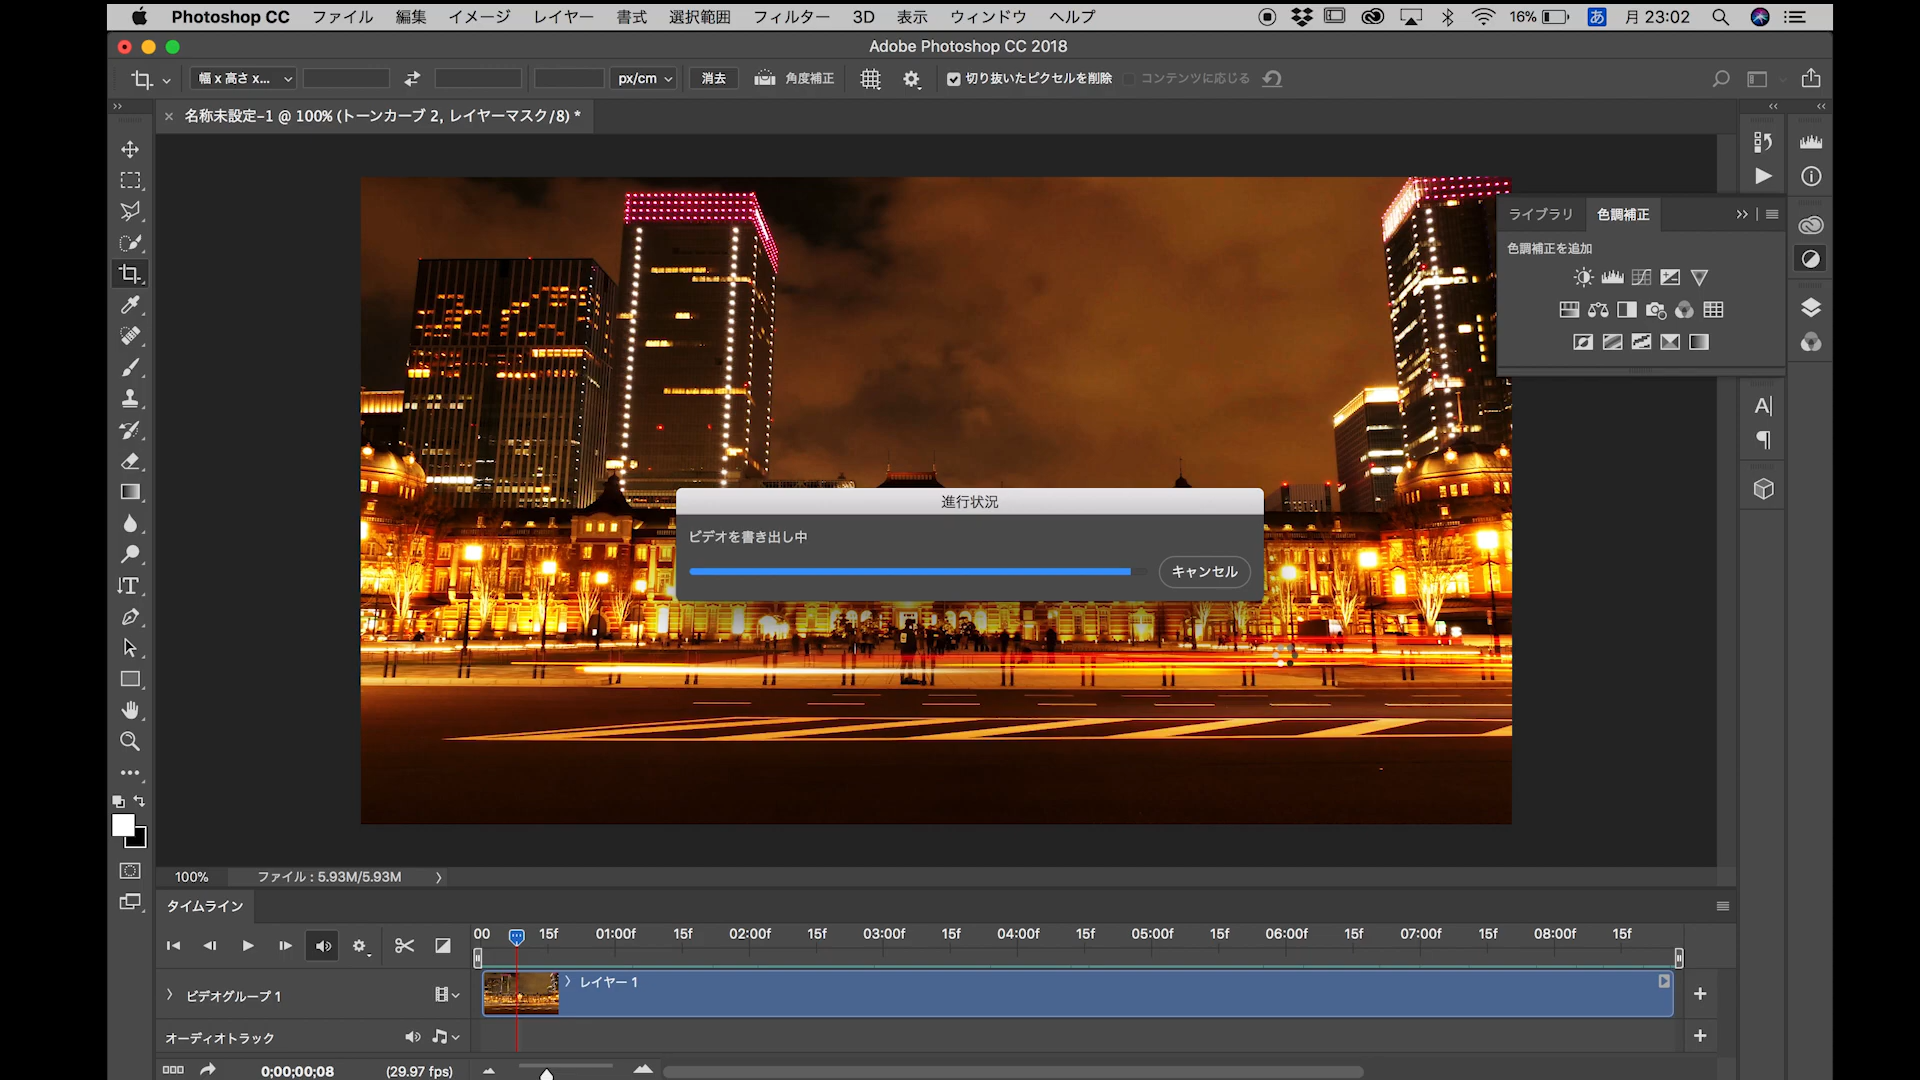 Photoshop CC ファイル 編集 イメージ レイヤー 書式 選択範囲 フィルター 3D 表示 ウィンドウ ヘルプ 16% あ 月 23:02
Adobe Photoshop CC 2018
幅 x 高さ x... px/cm 消去 角度補正 切り抜いたピクセルを削除 コンテンツに応じる
名称未設定-1 @ 100% (トーンカーブ 2, レイヤーマスク/8) *
ライブラリ 色調補正
色調補正を追加
進行状況
ビデオを書き出し中
キャンセル
100% ファイル : 5.93M/5.93M
タイムライン
00 15f 01:00f 15f 02:00f 15f 03:00f 15f 04:00f 15f 05:00f 15f 06:00f 15f 07:00f 15f 08:00f 15f
レイヤー 1
ビデオグループ 1
オーディオトラック
0;00;00;08 (29.97 fps)